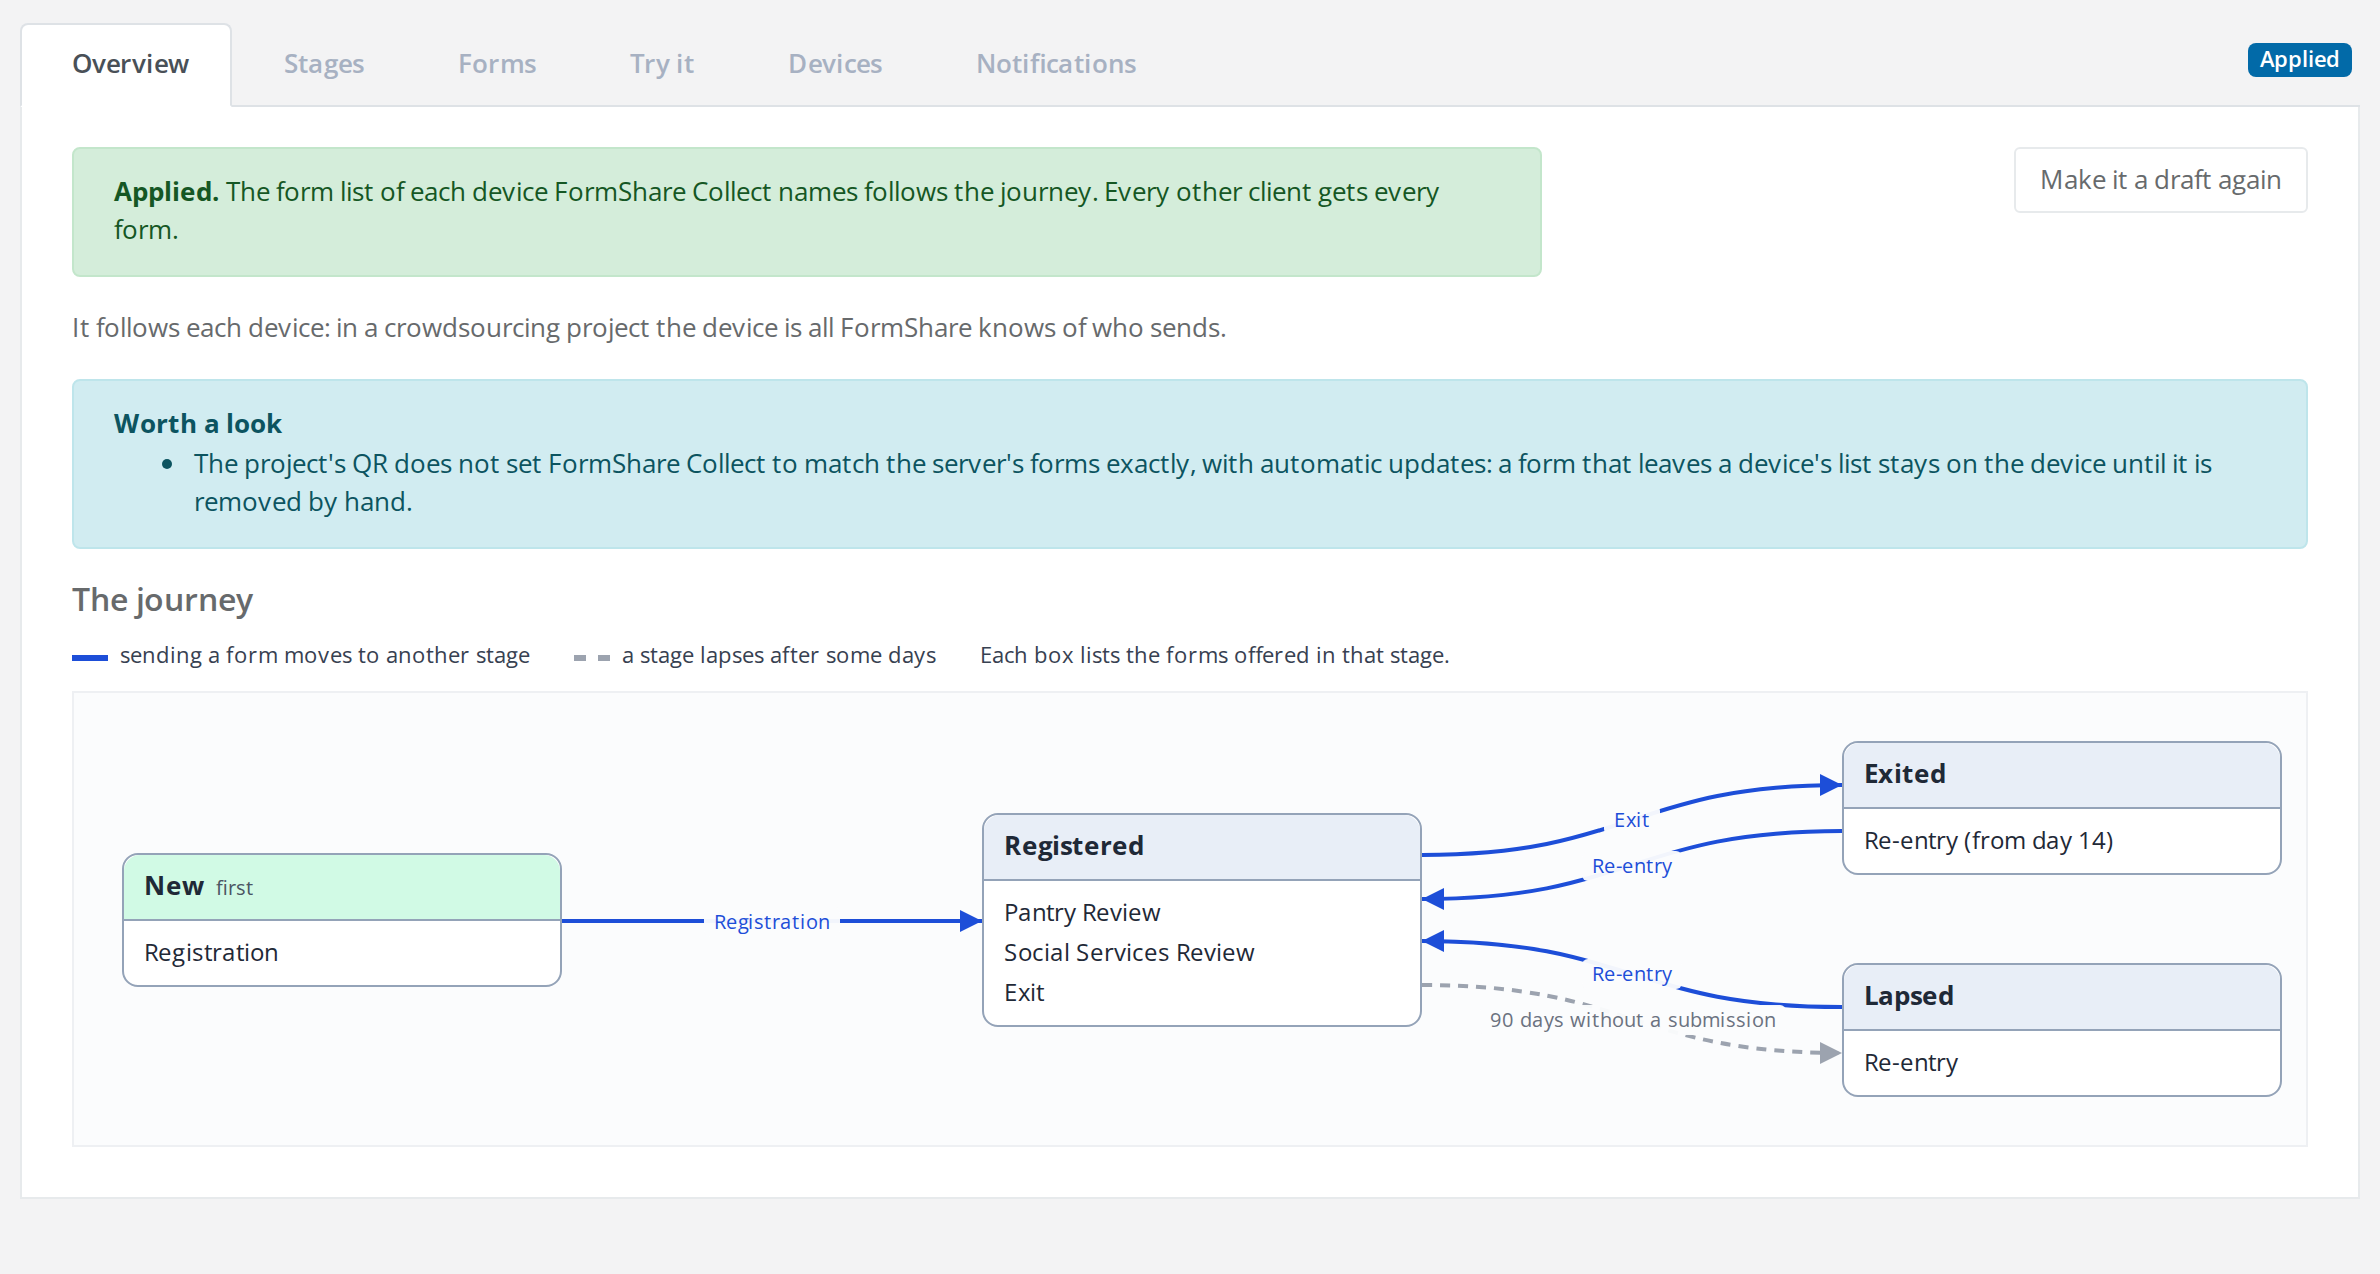 Overview
Stages
Forms
Try it
Devices
Notifications
Applied
Applied. The form list of each device FormShare Collect names follows the journey. Every other client gets every
form.
Make it a draft again
It follows each device: in a crowdsourcing project the device is all FormShare knows of who sends.
Worth a look
The project's QR does not set FormShare Collect to match the server's forms exactly, with automatic updates: a form that leaves a device's list stays on the device until it is
removed by hand.
The journey
sending a form moves to another stage
a stage lapses after some days
Each box lists the forms offered in that stage.
New first
Registration
Registration
Registered
Pantry Review
Social Services Review
Exit
Exit
Re-entry
Re-entry
90 days without a submission
Exited
Re-entry (from day 14)
Lapsed
Re-entry